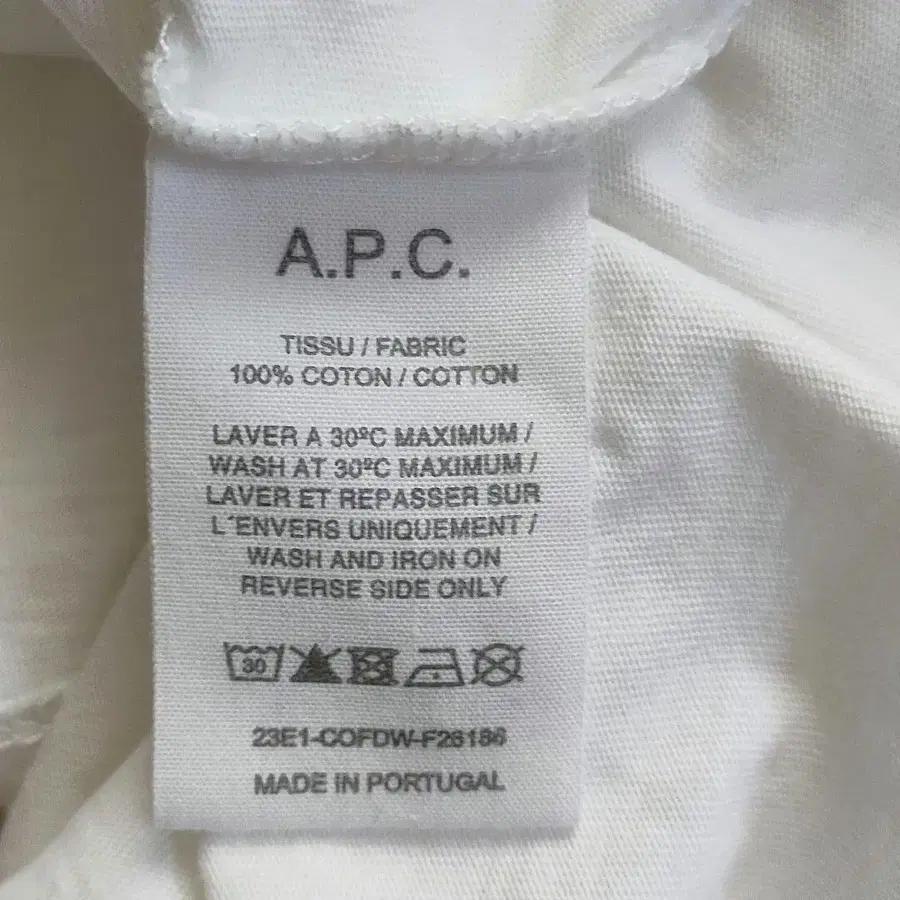 A.P.C.
TISSU / FABRIC
100% COTON / COTTON
LAVER A 30ºC MAXIMUM /
WASH AT 30ºC MAXIMUM /
LAVER ET REPASSER SUR
L´ENVERS UNIQUEMENT /
WASH AND IRON ON
REVERSE SIDE ONLY
30
23E1-COFDW-F26186
MADE IN PORTUGAL